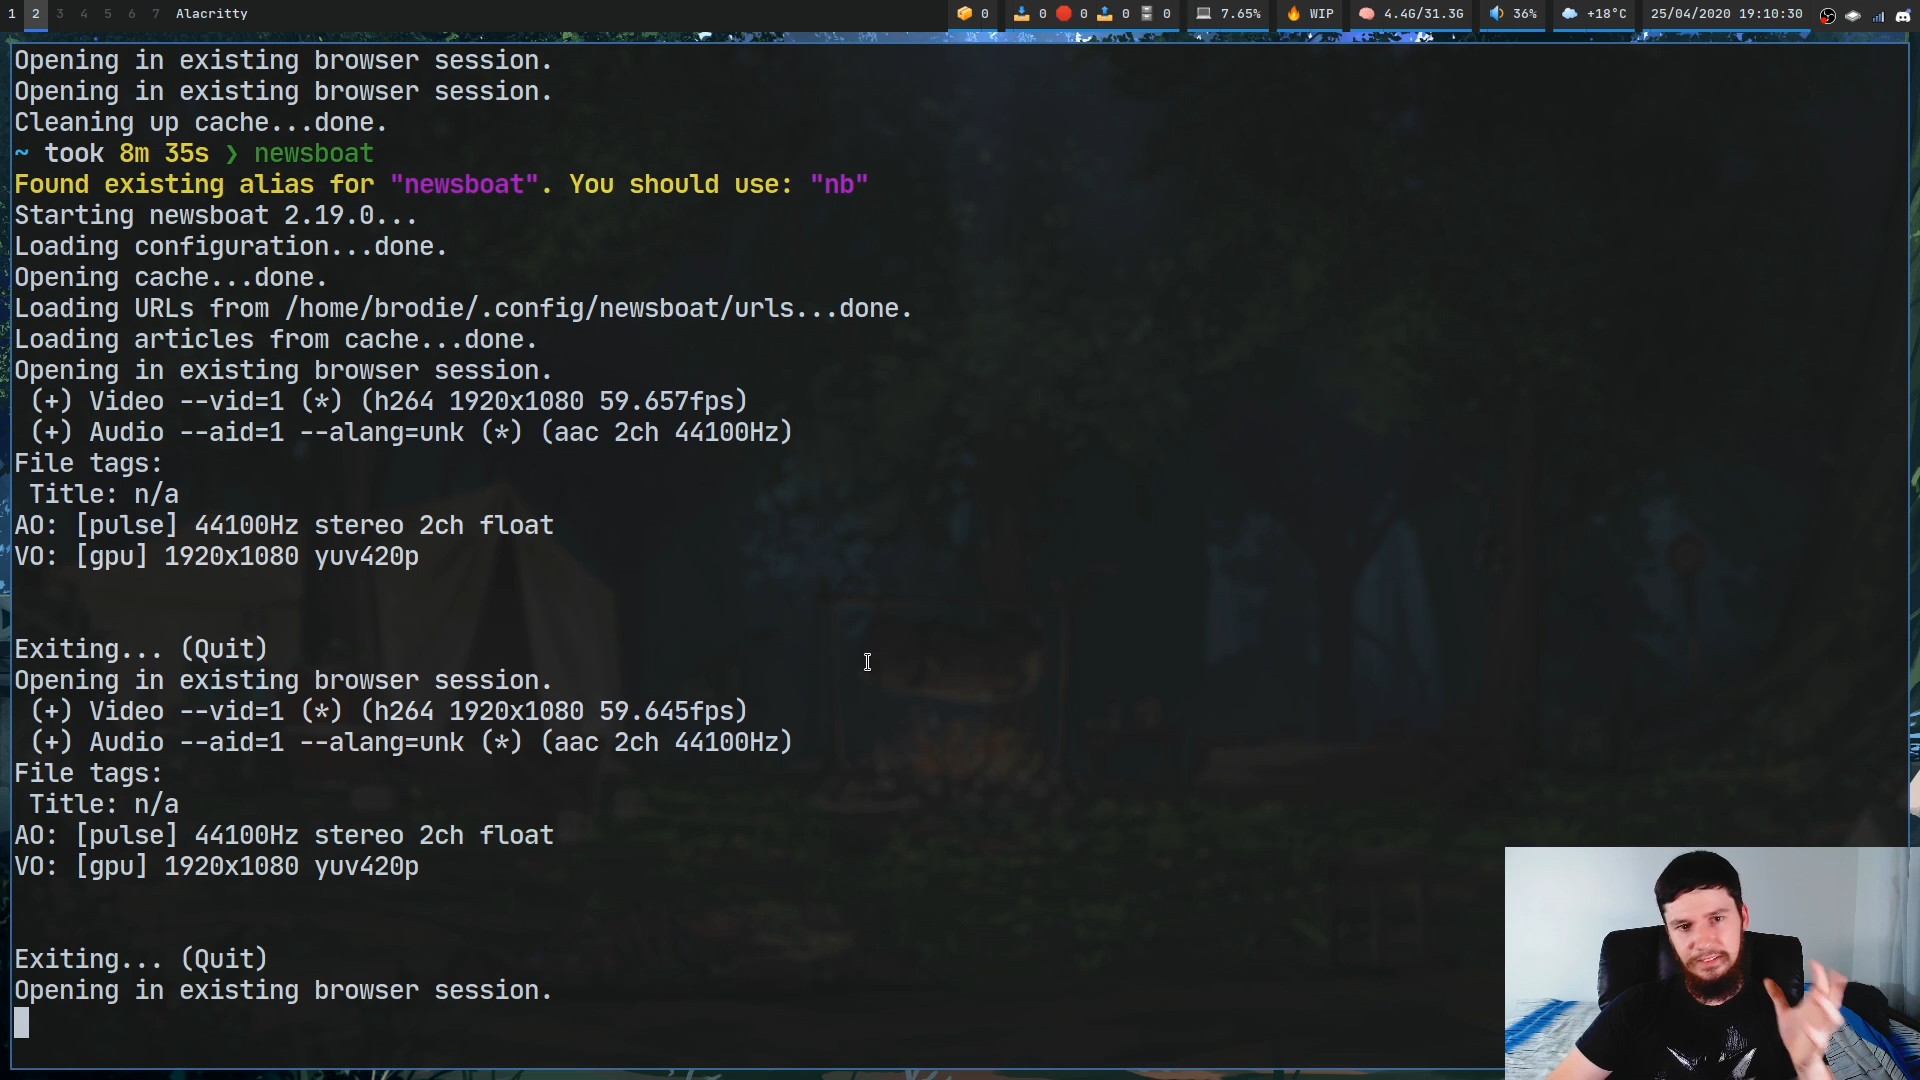 1 2 3 4 5 6 7 Alacritty 0 0 0 0 0 7.65% WIP 4.4G/31.3G 36% +18°C 25/04/2020 19:10:30
Opening in existing browser session.
Opening in existing browser session.
Cleaning up cache...done.
~ took 8m 35s ❯ newsboat
Found existing alias for "newsboat". You should use: "nb"
Starting newsboat 2.19.0...
Loading configuration...done.
Opening cache...done.
Loading URLs from /home/brodie/.config/newsboat/urls...done.
Loading articles from cache...done.
Opening in existing browser session.
(+) Video --vid=1 (*) (h264 1920x1080 59.657fps)
(+) Audio --aid=1 --alang=unk (*) (aac 2ch 44100Hz)
File tags:
Title: n/a
AO: [pulse] 44100Hz stereo 2ch float
VO: [gpu] 1920x1080 yuv420p
Exiting... (Quit)
Opening in existing browser session.
(+) Video --vid=1 (*) (h264 1920x1080 59.645fps)
(+) Audio --aid=1 --alang=unk (*) (aac 2ch 44100Hz)
File tags:
Title: n/a
AO: [pulse] 44100Hz stereo 2ch float
VO: [gpu] 1920x1080 yuv420p
Exiting... (Quit)
Opening in existing browser session.